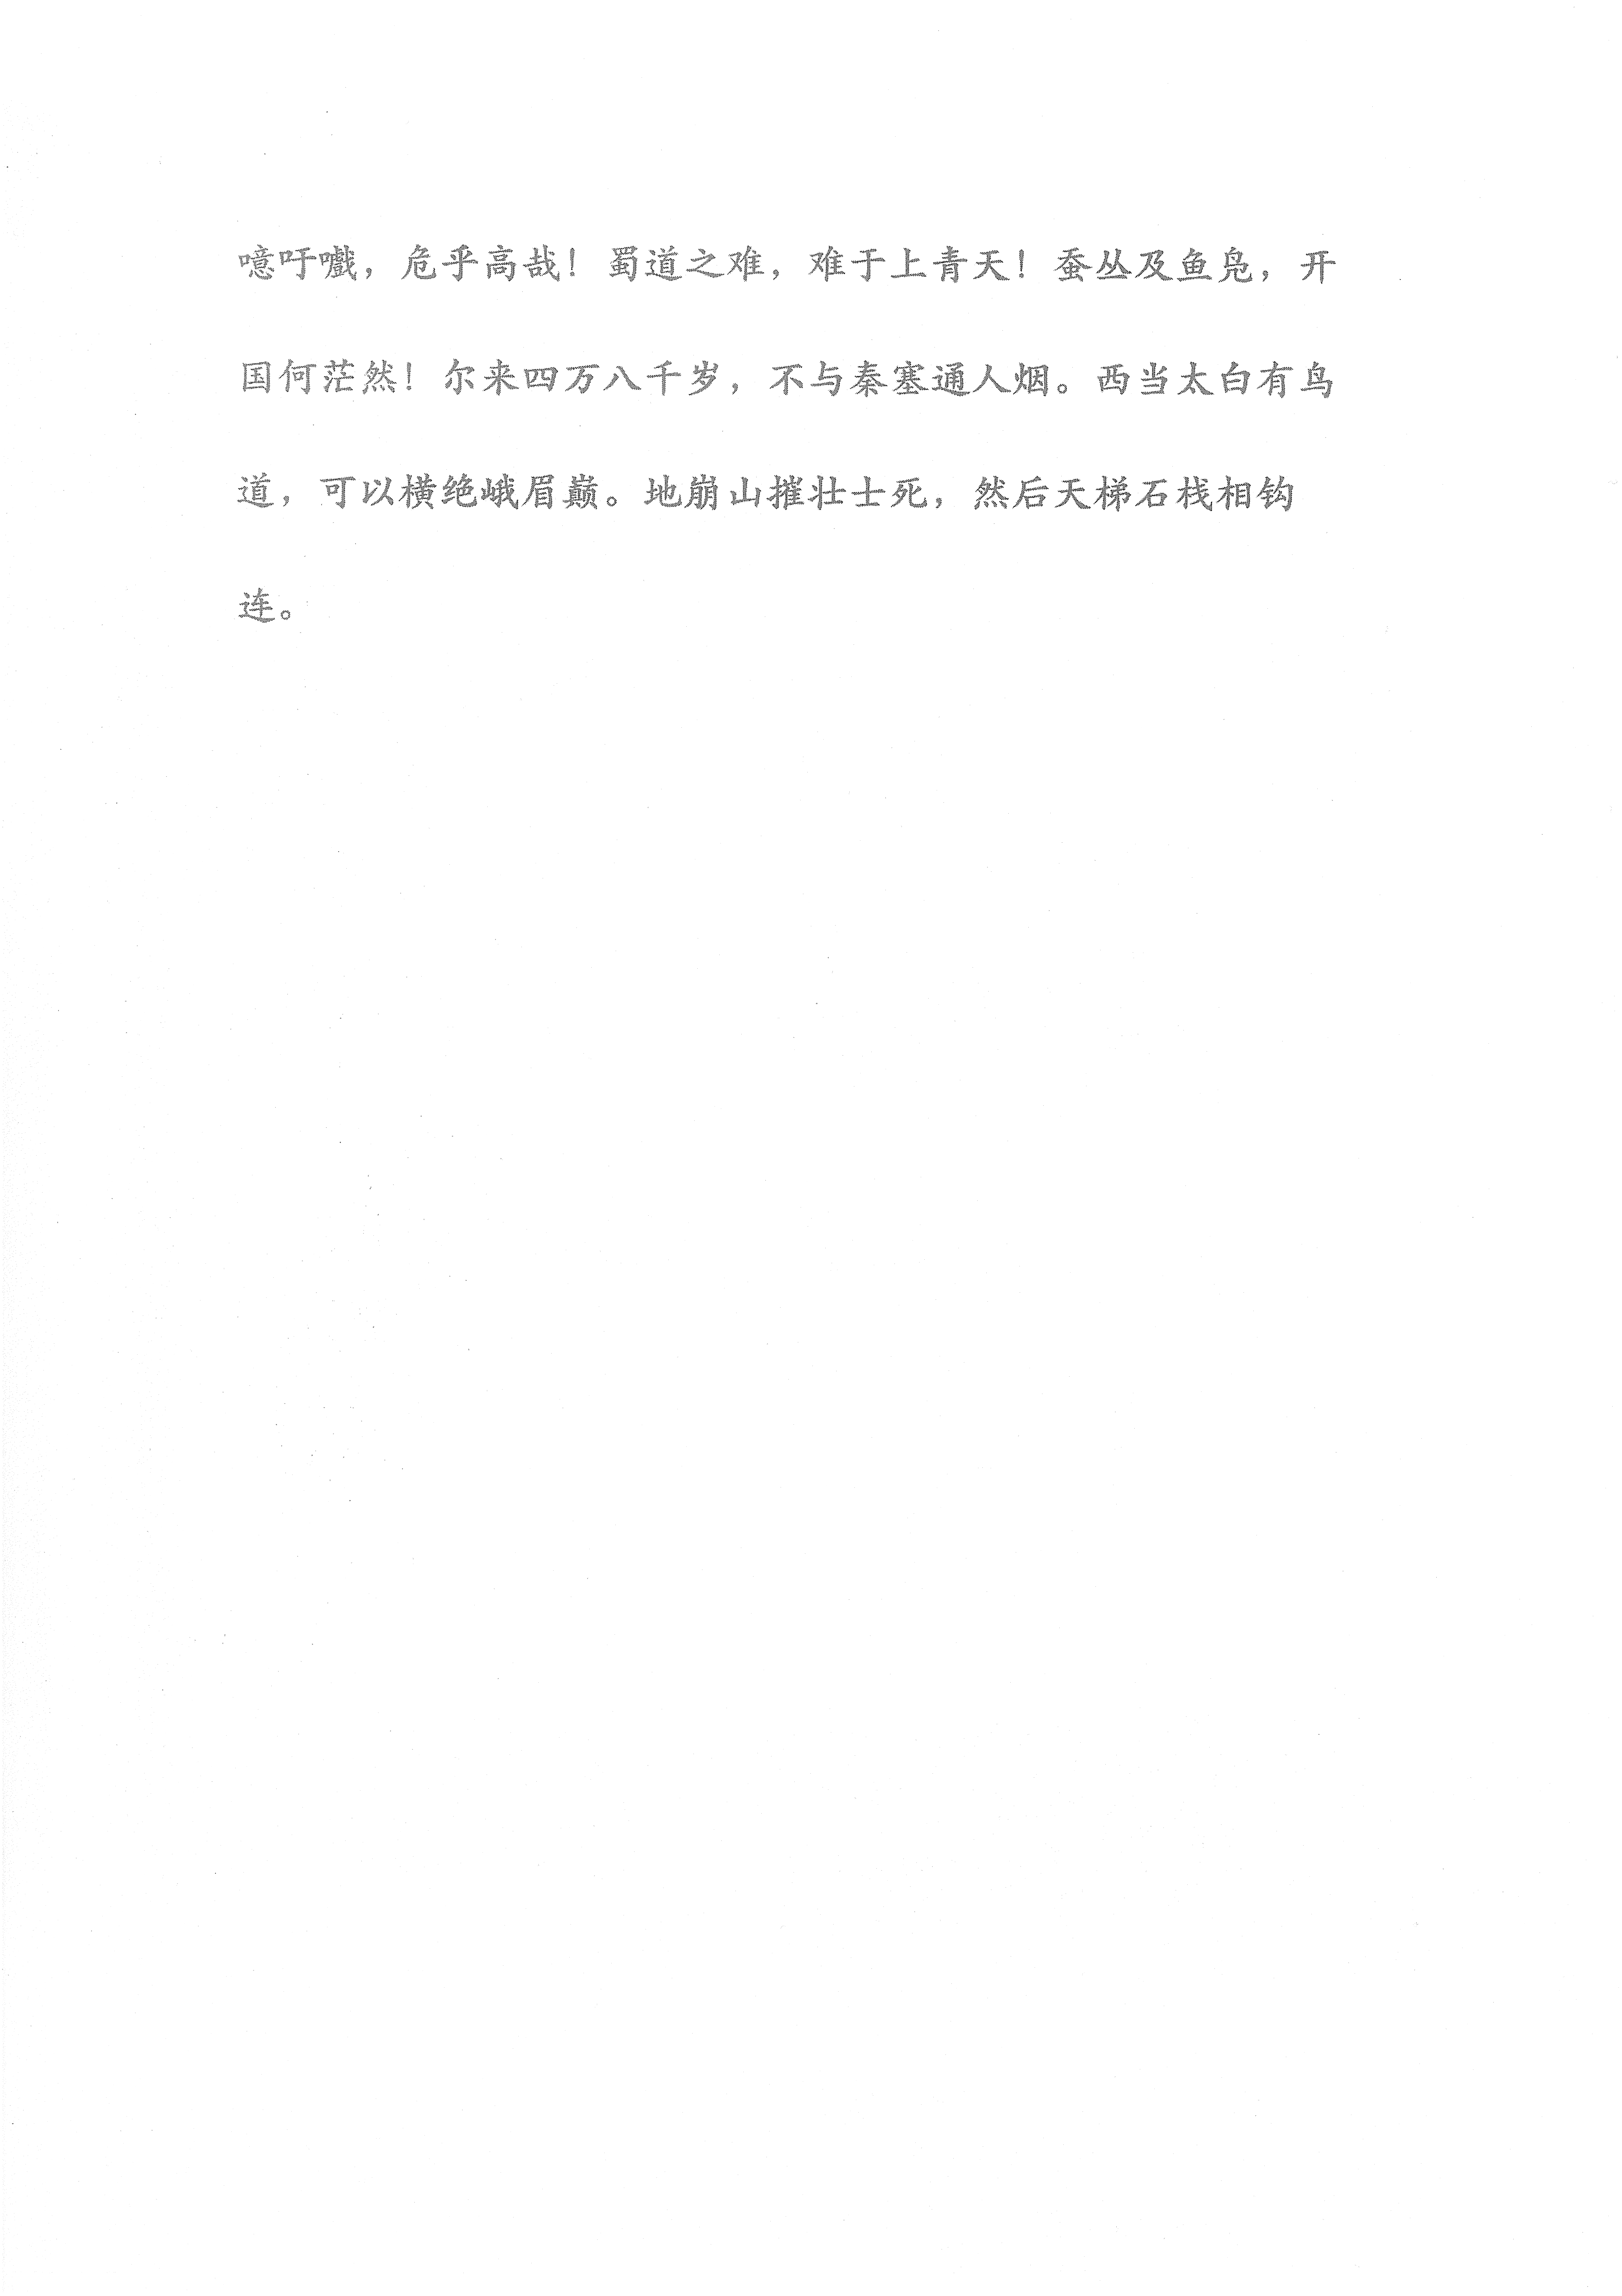 噫吁嚱，危乎高哉！蜀道之难，难于上青天！蚕丛及鱼凫，开
国何茫然！尔来四万八千岁，不与秦塞通人烟。西当太白有鸟
道，可以横绝峨眉巅。地崩山摧壮士死，然后天梯石栈相钩
连。